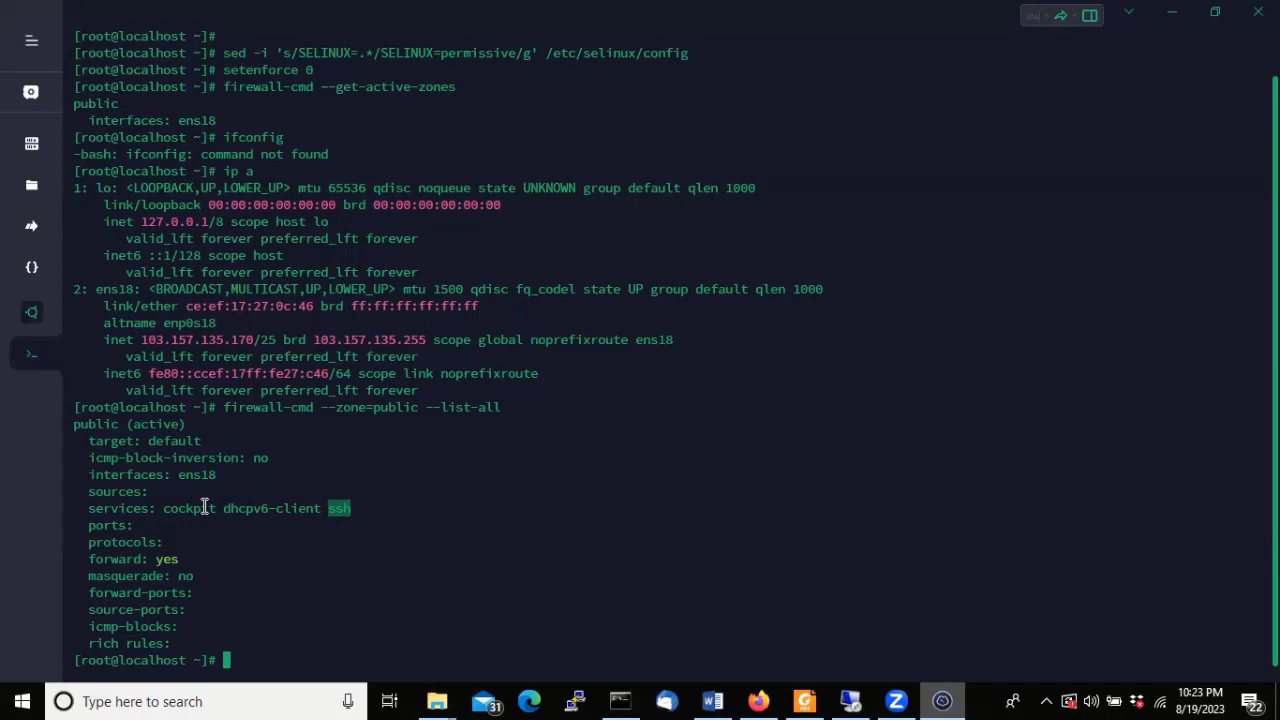 [root@localhost ~]#
[root@localhost ~]# sed -i 's/SELINUX=.*/SELINUX=permissive/g' /etc/selinux/config
[root@localhost ~]# setenforce 0
[root@localhost ~]# firewall-cmd --get-active-zones
public
  interfaces: ens18
[root@localhost ~]# ifconfig
-bash: ifconfig: command not found
[root@localhost ~]# ip a
1: lo: <LOOPBACK,UP,LOWER_UP> mtu 65536 qdisc noqueue state UNKNOWN group default qlen 1000
    link/loopback 00:00:00:00:00:00 brd 00:00:00:00:00:00
    inet 127.0.0.1/8 scope host lo
       valid_lft forever preferred_lft forever
    inet6 ::1/128 scope host
       valid_lft forever preferred_lft forever
2: ens18: <BROADCAST,MULTICAST,UP,LOWER_UP> mtu 1500 qdisc fq_codel state UP group default qlen 1000
    link/ether ce:ef:17:27:0c:46 brd ff:ff:ff:ff:ff:ff
    altname enp0s18
    inet 103.157.135.170/25 brd 103.157.135.255 scope global noprefixroute ens18
       valid_lft forever preferred_lft forever
    inet6 fe80::ccef:17ff:fe27:c46/64 scope link noprefixroute
       valid_lft forever preferred_lft forever
[root@localhost ~]# firewall-cmd --zone=public --list-all
public (active)
  target: default
  icmp-block-inversion: no
  interfaces: ens18
  sources:
  services: cockpit dhcpv6-client ssh
  ports:
  protocols:
  forward: yes
  masquerade: no
  forward-ports:
  source-ports:
  icmp-blocks:
  rich rules:
[root@localhost ~]#
Type here to search
31
10:23 PM
8/19/2023
22